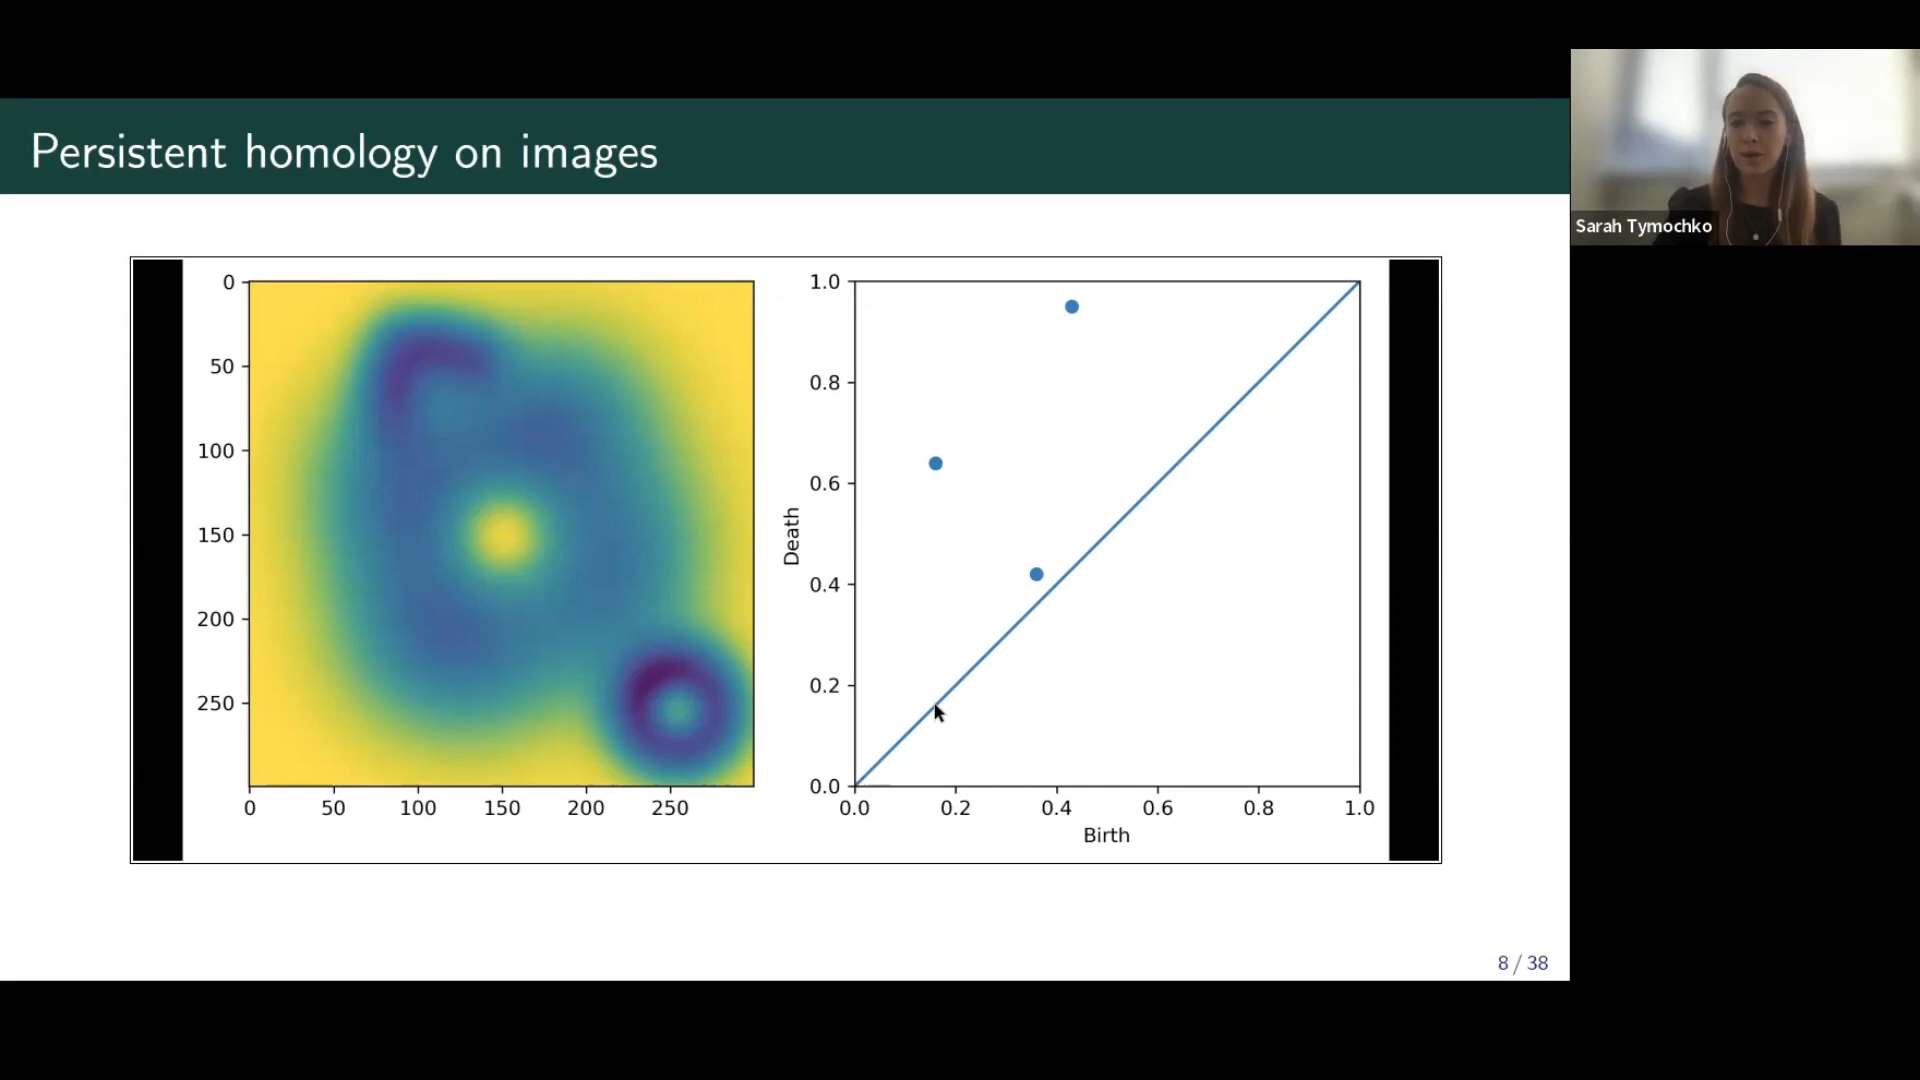 Persistent homology on images
Sarah Tymochko
0
50
100
150
200
250
0 50 100 150 200 250
1.0
0.8
0.6
0.4
0.2
0.0
Death
0.0 0.2 0.4 0.6 0.8 1.0
Birth
8 / 38